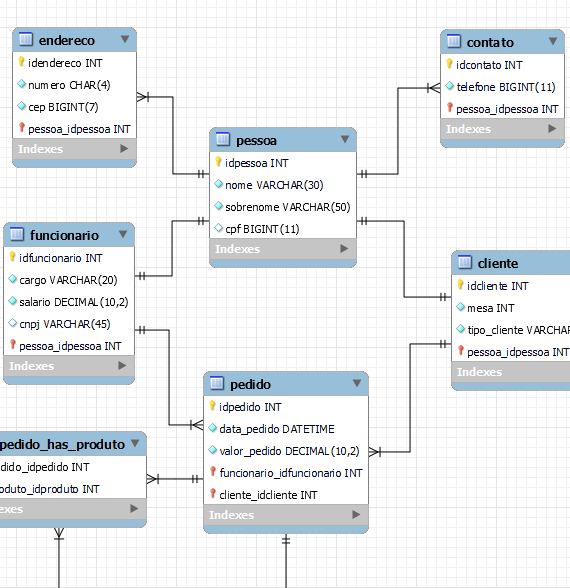 endereco
idendereco INT
numero CHAR(4)
cep BIGINT(7)
pessoa_idpessoa INT
Indexes
contato
idcontato INT
telefone BIGINT(11)
pessoa_idpessoa INT
Indexes
pessoa
idpessoa INT
nome VARCHAR(30)
sobrenome VARCHAR(50)
cpf BIGINT(11)
Indexes
funcionario
idfuncionario INT
cargo VARCHAR(20)
salario DECIMAL(10,2)
cnpj VARCHAR(45)
pessoa_idpessoa INT
Indexes
cliente
idcliente INT
mesa INT
tipo_cliente VARCHAR
pessoa_idpessoa INT
Indexes
pedido
idpedido INT
data_pedido DATETIME
valor_pedido DECIMAL(10,2)
funcionario_idfuncionario INT
cliente_idcliente INT
Indexes
pedido_has_produto
dido_idpedido INT
oduto_idproduto INT
Indexes